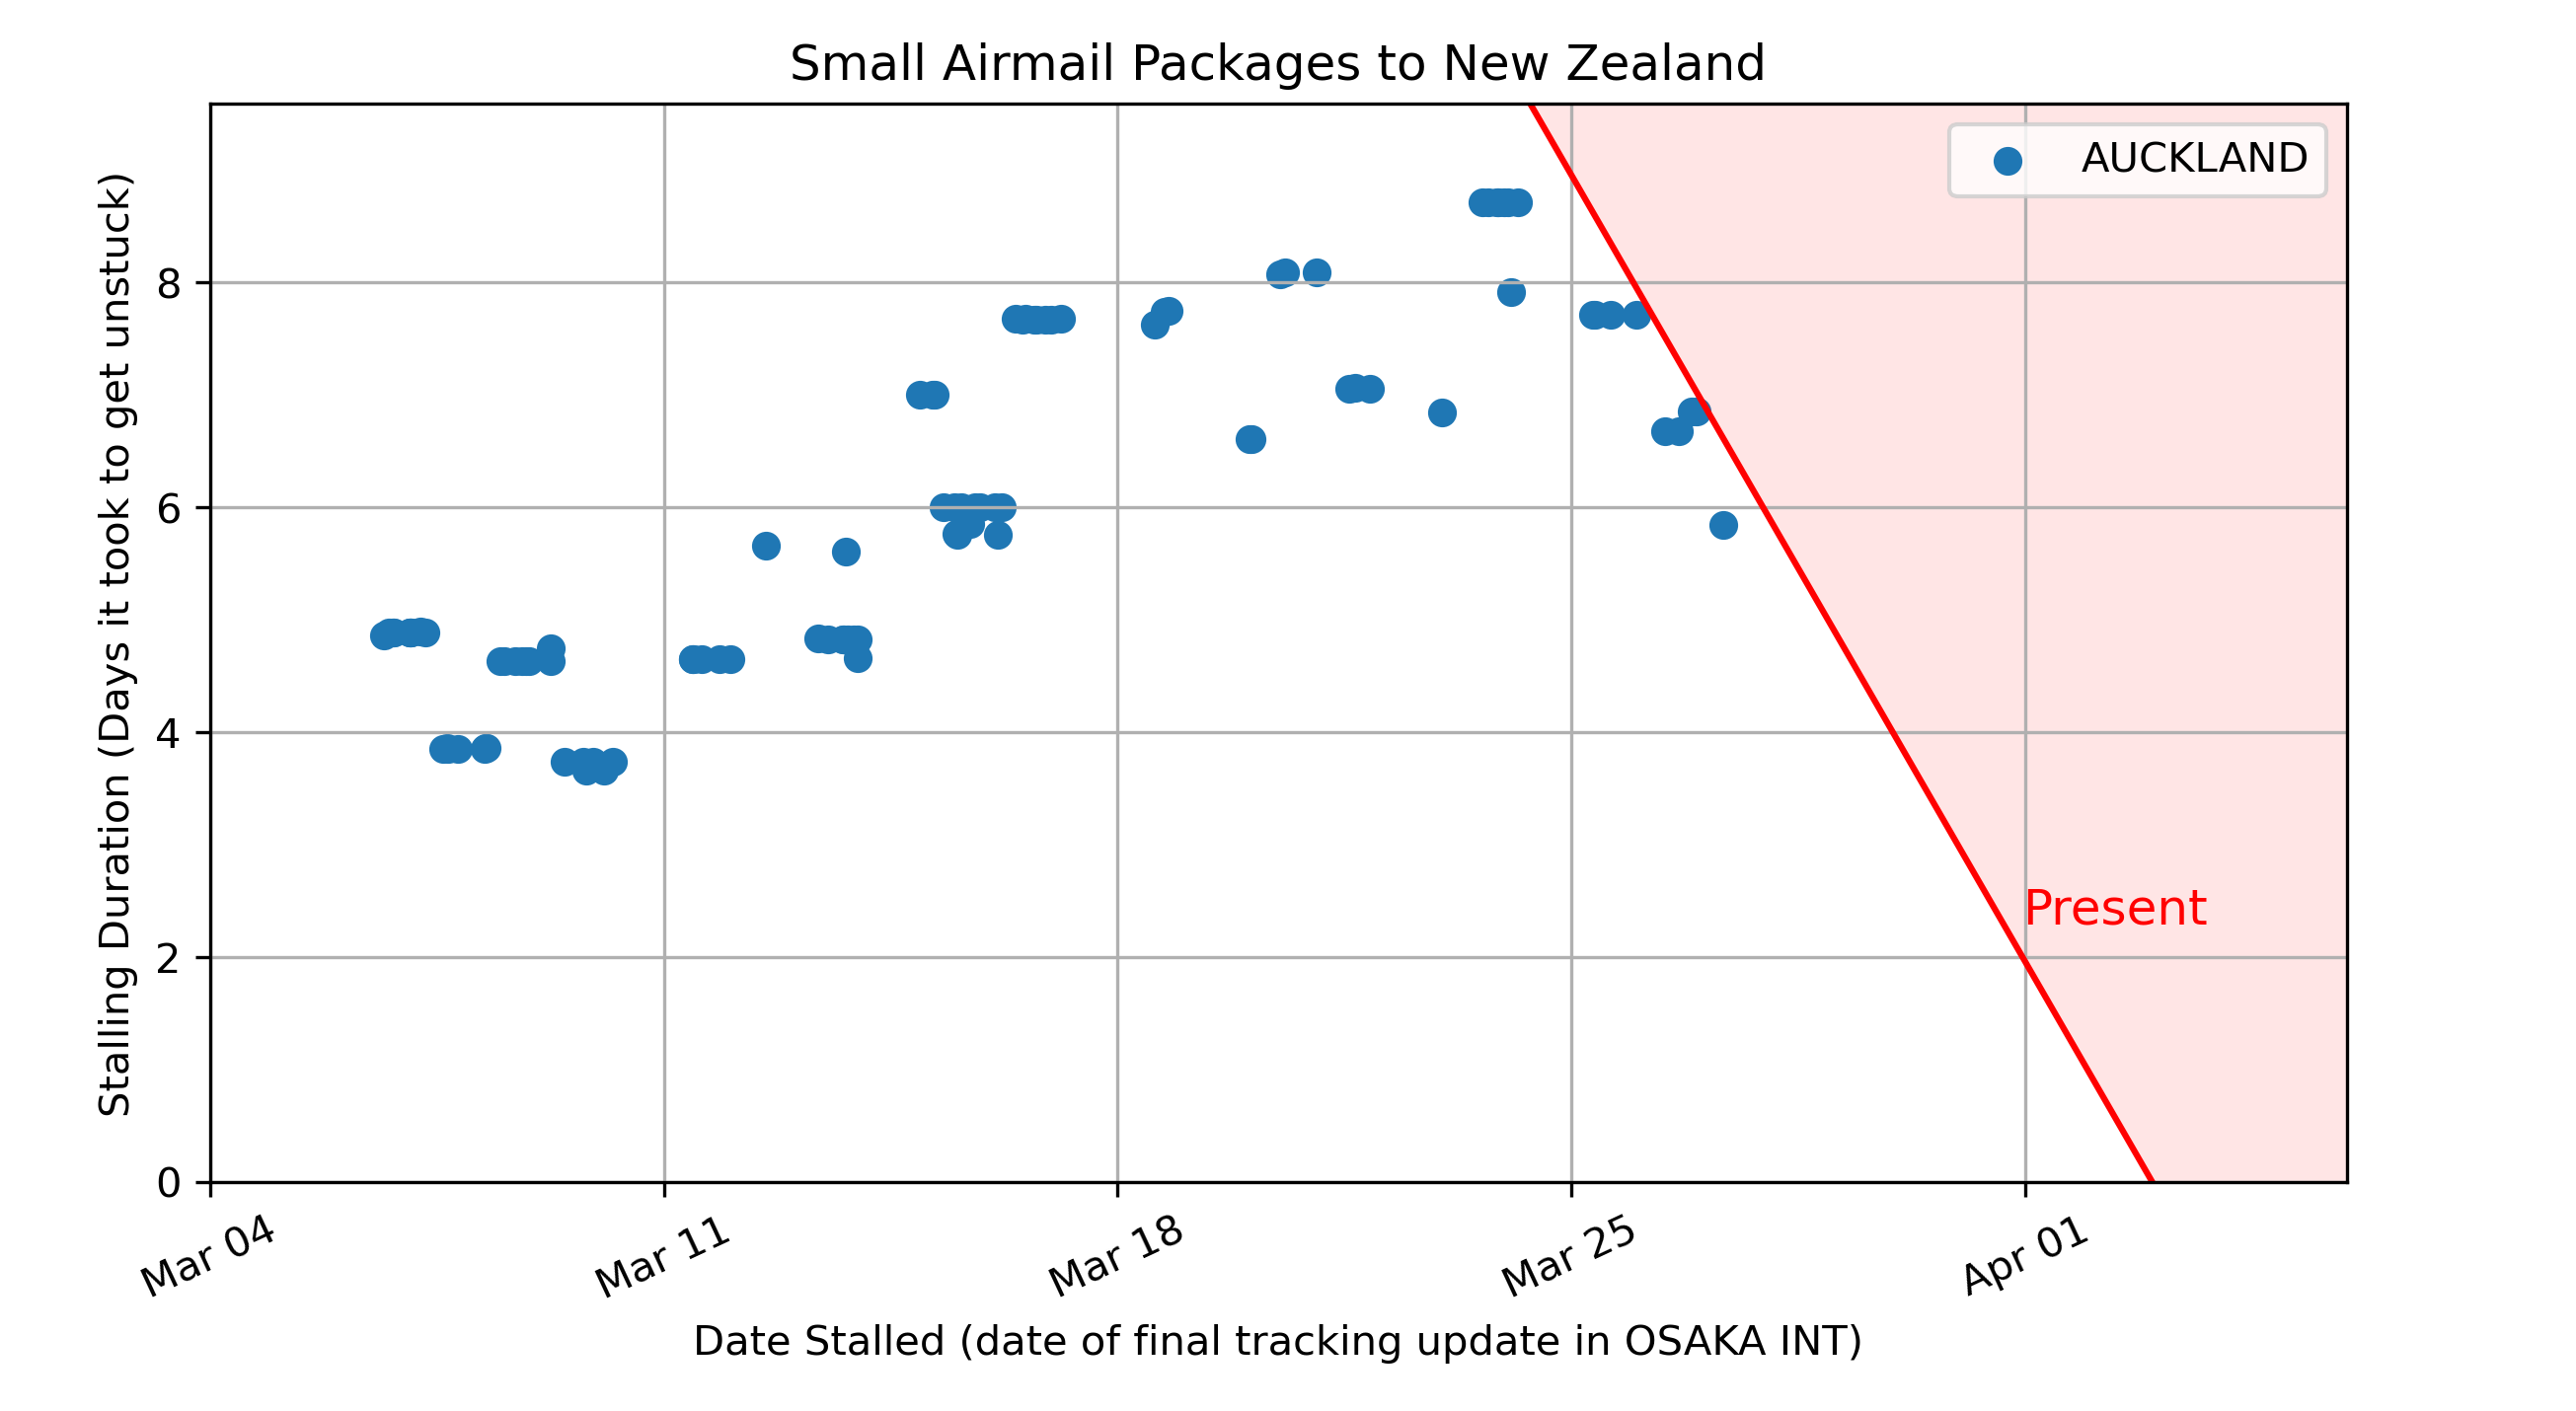 Small Airmail Packages to New Zealand
AUCKLAND
Stalling Duration (Days it took to get unstuck)
8
6
4
2
0
Present
Mar 04
Mar 11
Mar 18
Mar 25
Apr 01
Date Stalled (date of final tracking update in OSAKA INT)